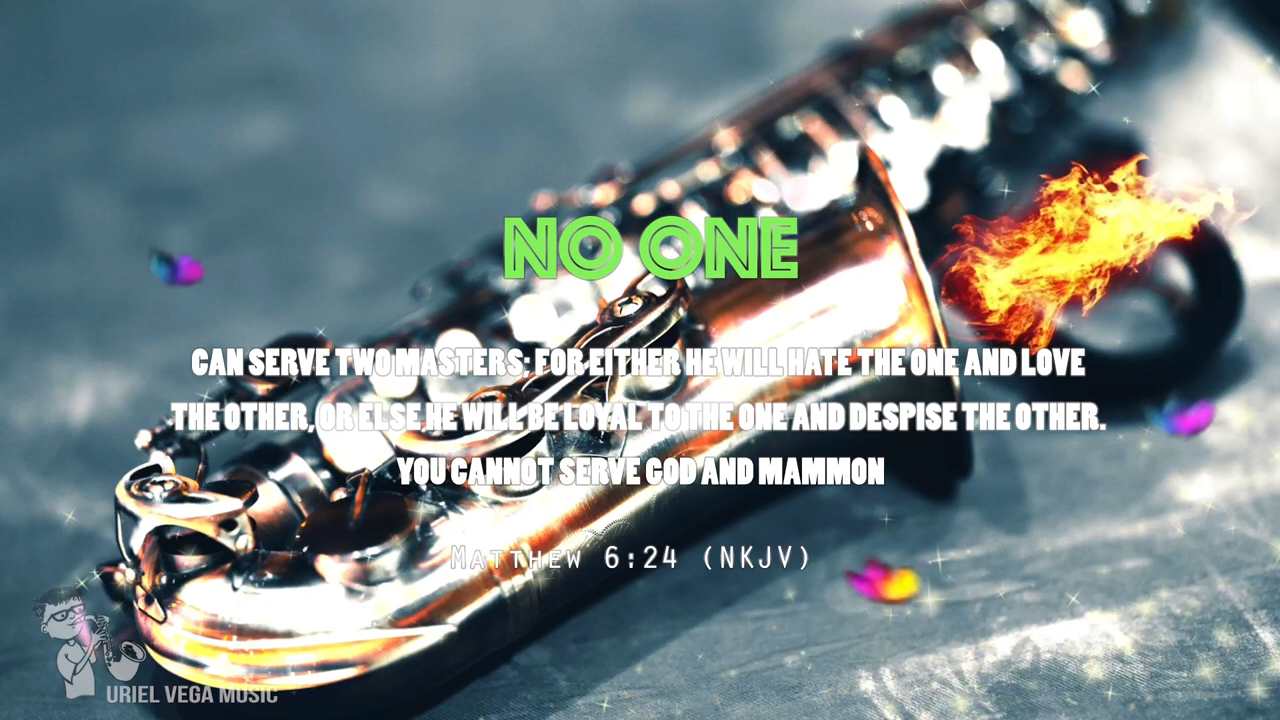 NO ONE
CAN SERVE TWO MASTERS; FOR EITHER HE WILL HATE THE ONE AND LOVE
THE OTHER, OR ELSE HE WILL BE LOYAL TO THE ONE AND DESPISE THE OTHER.
YOU CANNOT SERVE GOD AND MAMMON
MATTHEW 6:24 (NKJV)
URIEL VEGA MUSIC